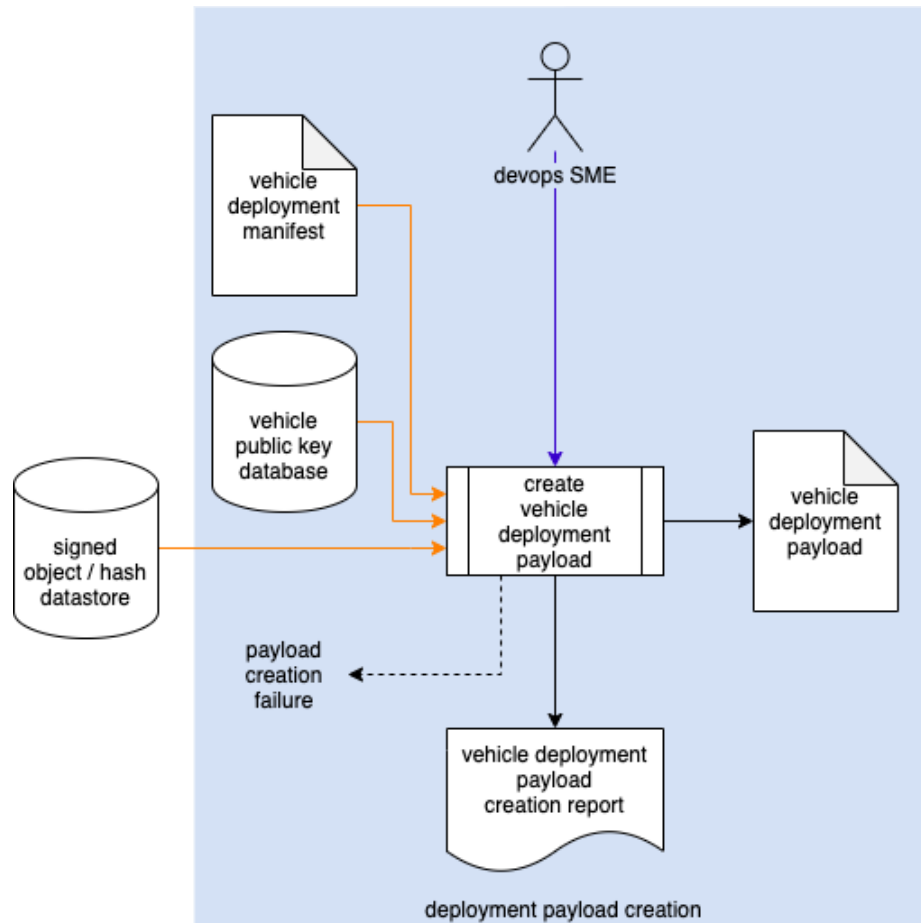 devops SME
vehicle
deployment
manifest
vehicle
public key
database
signed
object / hash
datastore
create
vehicle
deployment
payload
vehicle
deployment
payload
payload
creation
failure
vehicle deployment
payload
creation report
deployment payload creation